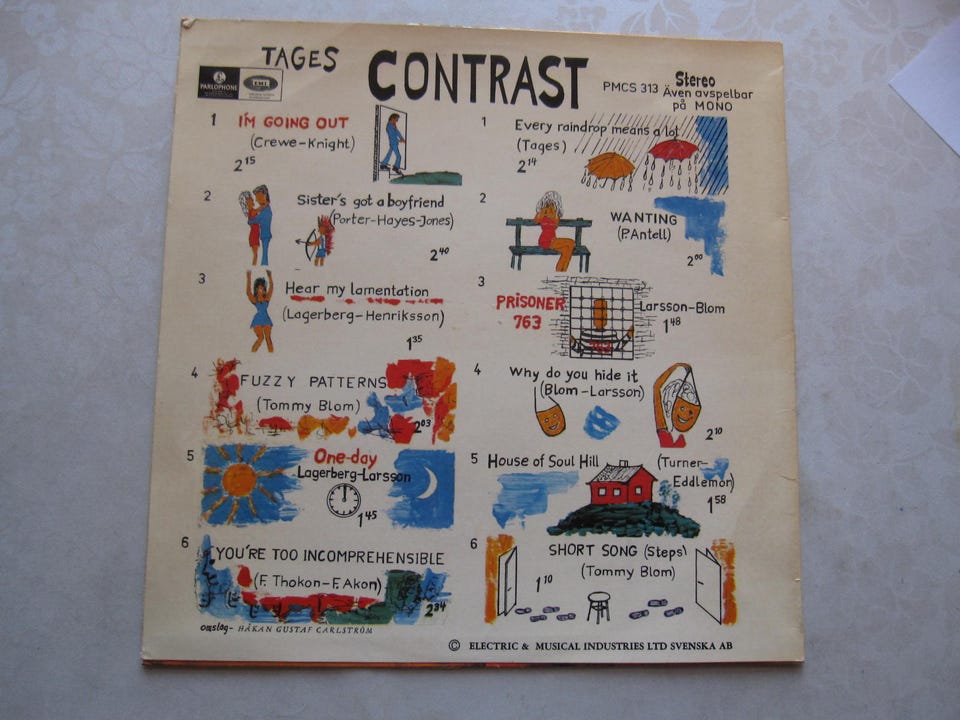 TAGES CONTRAST
PARLOPHONE
EMI
PMCS 313 Stereo
Även avspelbar
på MONO
1 I'M GOING OUT
(Crewe-Knight)
2 15
2 Sister's got a boyfriend
(Porter-Hayes-Jones)
2 40
3 Hear my lamentation
(Lagerberg-Henriksson)
1 35
4 FUZZY PATTERNS
(Tommy Blom)
2 03
5 One-day
Lagerberg-Larsson
1 45
6 YOU'RE TOO INCOMPREHENSIBLE
(F. Thokon-F. Akon)
2 34
omslag- HÅKAN GUSTAF CARLSTRÖM
1 Every raindrop means a lot
(Tages)
2 14
2 WANTING
(P. Antell)
2 00
3 PRISONER
763
Larsson-Blom
1 48
763
4 Why do you hide it
(Blom-Larsson)
2 10
5 House of Soul Hill (Turner-
Eddlemor)
1 58
6 SHORT SONG (Steps)
(Tommy Blom)
1 10
© ELECTRIC & MUSICAL INDUSTRIES LTD SVENSKA AB